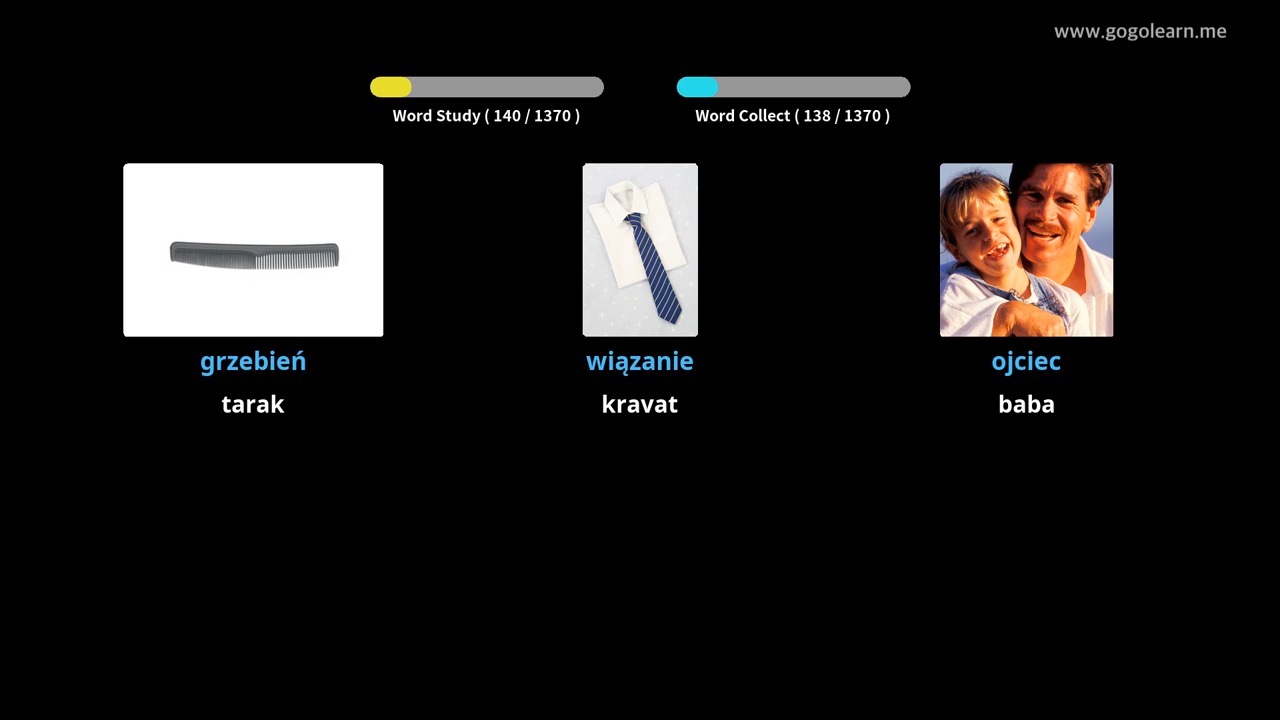 www.gogolearn.me
Word Study ( 140 / 1370 )
Word Collect ( 138 / 1370 )
grzebień
wiązanie
ojciec
tarak
kravat
baba